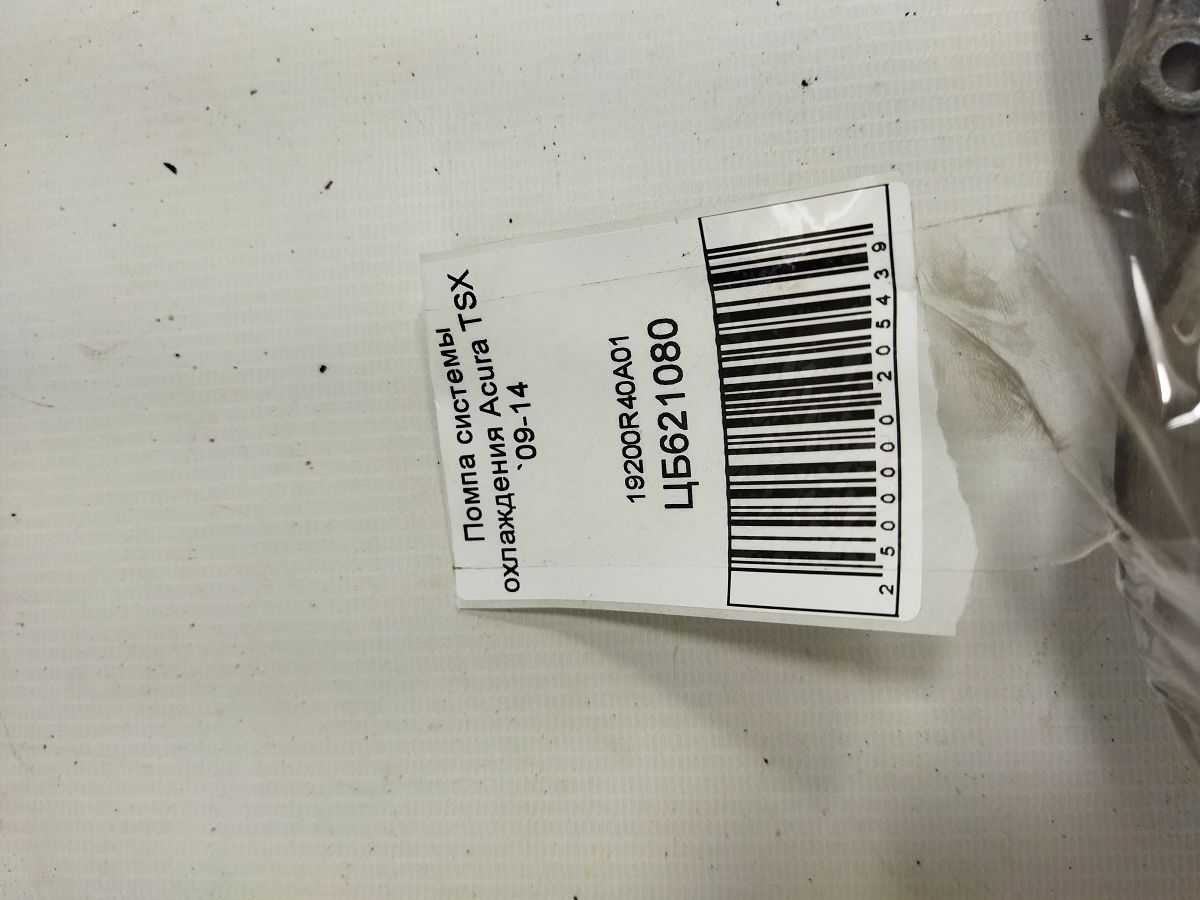 Помпа системы
охлаждения Acura TSX
`09-14
19200R40A01
ЦБ621080
2500000205439